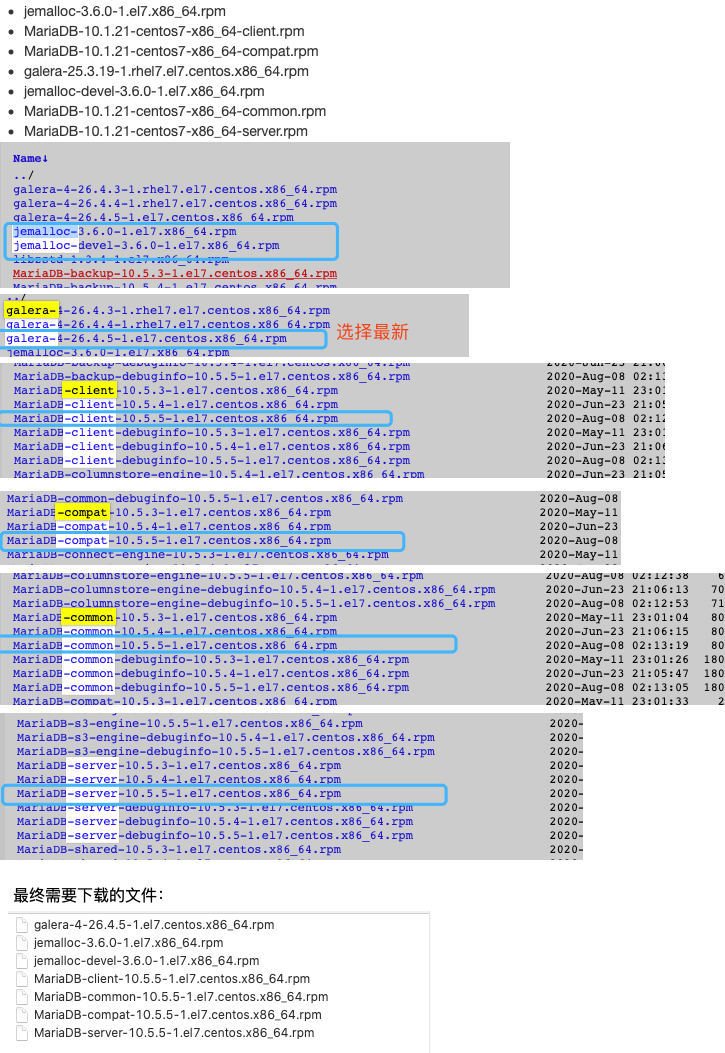 jemalloc-3.6.0-1.el7.x86_64.rpm
MariaDB-10.1.21-centos7-x86_64-client.rpm
MariaDB-10.1.21-centos7-x86_64-compat.rpm
galera-25.3.19-1.rhel7.el7.centos.x86_64.rpm
jemalloc-devel-3.6.0-1.el7.x86_64.rpm
MariaDB-10.1.21-centos7-x86_64-common.rpm
MariaDB-10.1.21-centos7-x86_64-server.rpm
Name↓
../
galera-4-26.4.3-1.rhel7.el7.centos.x86_64.rpm
galera-4-26.4.4-1.rhel7.el7.centos.x86_64.rpm
galera-4-26.4.5-1.el7.centos.x86_64.rpm
jemalloc-3.6.0-1.el7.x86_64.rpm
jemalloc-devel-3.6.0-1.el7.x86_64.rpm
libzstd-1.3.4-1.el7.x86_64.rpm
MariaDB-backup-10.5.3-1.el7.centos.x86_64.rpm
MariaDB-backup-10.5.4-1.el7.centos.x86_64.rpm
../
galera-4-26.4.3-1.rhel7.el7.centos.x86_64.rpm
galera-4-26.4.4-1.rhel7.el7.centos.x86_64.rpm
galera-4-26.4.5-1.el7.centos.x86_64.rpm 选择最新
jemalloc-3.6.0-1.el7.x86_64.rpm
MariaDB-backup-debuginfo-10.5.4-1.el7.centos.x86_64.rpm 2020-Jun-23 21:06
MariaDB-backup-debuginfo-10.5.5-1.el7.centos.x86_64.rpm 2020-Aug-08 02:13
MariaDB-client-10.5.3-1.el7.centos.x86_64.rpm 2020-May-11 23:01
MariaDB-client-10.5.4-1.el7.centos.x86_64.rpm 2020-Jun-23 21:05
MariaDB-client-10.5.5-1.el7.centos.x86_64.rpm 2020-Aug-08 02:12
MariaDB-client-debuginfo-10.5.3-1.el7.centos.x86_64.rpm 2020-May-11 23:01
MariaDB-client-debuginfo-10.5.4-1.el7.centos.x86_64.rpm 2020-Jun-23 21:06
MariaDB-client-debuginfo-10.5.5-1.el7.centos.x86_64.rpm 2020-Aug-08 02:13
MariaDB-columnstore-engine-10.5.4-1.el7.centos.x86_64.rpm 2020-Jun-23 21:05
MariaDB-common-debuginfo-10.5.5-1.el7.centos.x86_64.rpm 2020-Aug-08
MariaDB-compat-10.5.3-1.el7.centos.x86_64.rpm 2020-May-11
MariaDB-compat-10.5.4-1.el7.centos.x86_64.rpm 2020-Jun-23
MariaDB-compat-10.5.5-1.el7.centos.x86_64.rpm 2020-Aug-08
MariaDB-connect-engine-10.5.3-1.el7.centos.x86_64.rpm 2020-May-11
MariaDB-columnstore-engine-10.5.5-1.el7.centos.x86_64.rpm 2020-Aug-08 02:12:38 6
MariaDB-columnstore-engine-debuginfo-10.5.4-1.el7.centos.x86_64.rpm 2020-Jun-23 21:06:13 70
MariaDB-columnstore-engine-debuginfo-10.5.5-1.el7.centos.x86_64.rpm 2020-Aug-08 02:12:53 71
MariaDB-common-10.5.3-1.el7.centos.x86_64.rpm 2020-May-11 23:01:04 80
MariaDB-common-10.5.4-1.el7.centos.x86_64.rpm 2020-Jun-23 21:06:15 80
MariaDB-common-10.5.5-1.el7.centos.x86_64.rpm 2020-Aug-08 02:13:19 80
MariaDB-common-debuginfo-10.5.3-1.el7.centos.x86_64.rpm 2020-May-11 23:01:26 180
MariaDB-common-debuginfo-10.5.4-1.el7.centos.x86_64.rpm 2020-Jun-23 21:05:47 180
MariaDB-common-debuginfo-10.5.5-1.el7.centos.x86_64.rpm 2020-Aug-08 02:13:05 180
MariaDB-compat-10.5.3-1.el7.centos.x86_64.rpm 2020-May-11 23:01:33 2
MariaDB-s3-engine-10.5.5-1.el7.centos.x86_64.rpm 2020-
MariaDB-s3-engine-debuginfo-10.5.4-1.el7.centos.x86_64.rpm 2020-
MariaDB-s3-engine-debuginfo-10.5.5-1.el7.centos.x86_64.rpm 2020-
MariaDB-server-10.5.3-1.el7.centos.x86_64.rpm 2020-
MariaDB-server-10.5.4-1.el7.centos.x86_64.rpm 2020-
MariaDB-server-10.5.5-1.el7.centos.x86_64.rpm 2020-
MariaDB-server-debuginfo-10.5.3-1.el7.centos.x86_64.rpm 2020-
MariaDB-server-debuginfo-10.5.4-1.el7.centos.x86_64.rpm 2020-
MariaDB-server-debuginfo-10.5.5-1.el7.centos.x86_64.rpm 2020-
MariaDB-shared-10.5.3-1.el7.centos.x86_64.rpm 2020-
最终需要下载的文件：
galera-4-26.4.5-1.el7.centos.x86_64.rpm
jemalloc-3.6.0-1.el7.x86_64.rpm
jemalloc-devel-3.6.0-1.el7.x86_64.rpm
MariaDB-client-10.5.5-1.el7.centos.x86_64.rpm
MariaDB-common-10.5.5-1.el7.centos.x86_64.rpm
MariaDB-compat-10.5.5-1.el7.centos.x86_64.rpm
MariaDB-server-10.5.5-1.el7.centos.x86_64.rpm